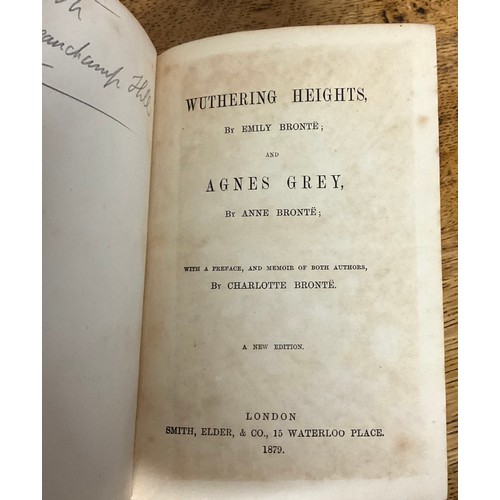 WUTHERING HEIGHTS,
BY EMILY BRONTË;
AND
AGNES GREY,
BY ANNE BRONTË;
WITH A PREFACE, AND MEMOIR OF BOTH AUTHORS,
BY CHARLOTTE BRONTË.
A NEW EDITION.
LONDON
SMITH, ELDER, & CO., 15 WATERLOO PLACE.
1879.